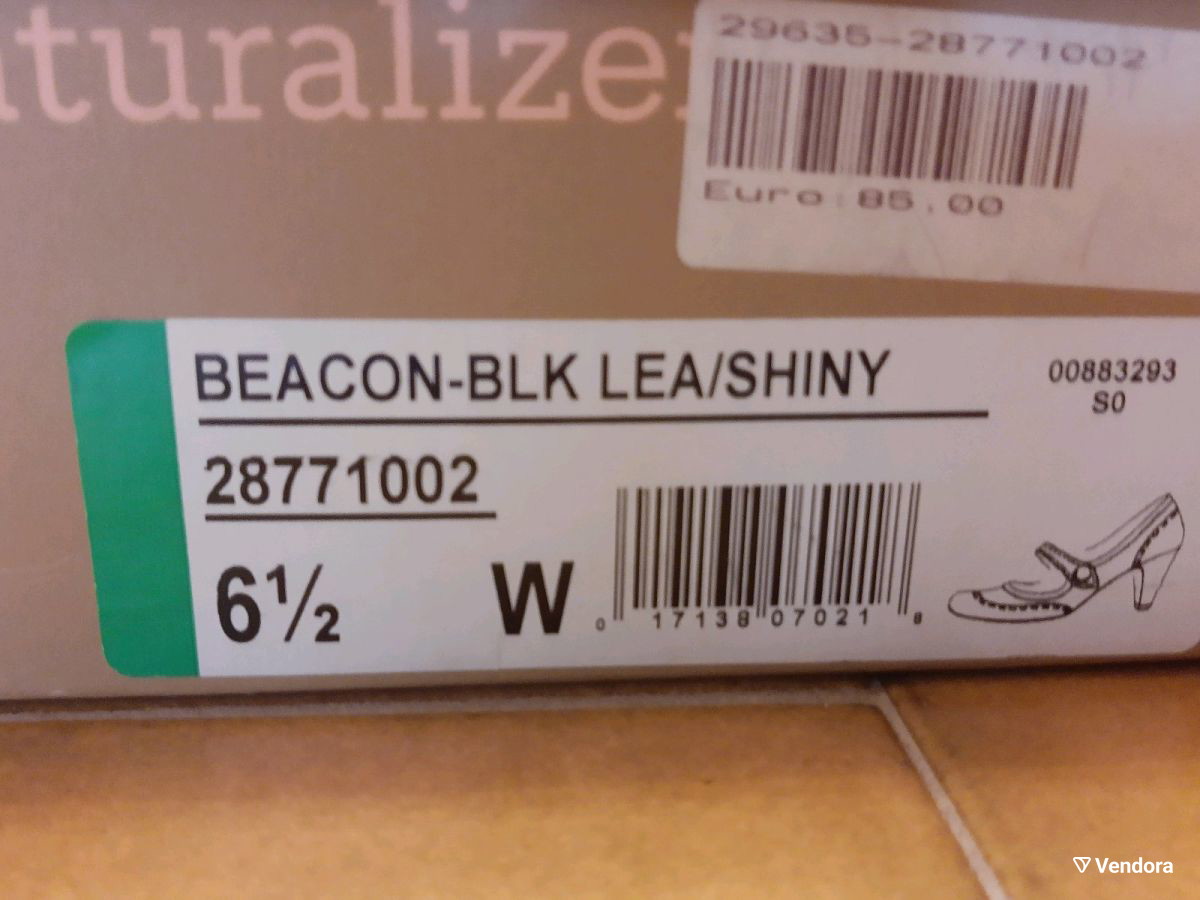 aturalizer
29635-28771002
Euro 85.00
BEACON-BLK LEA/SHINY
00883293
S0
28771002
6½ W
0 17138 07021 8
Vendora